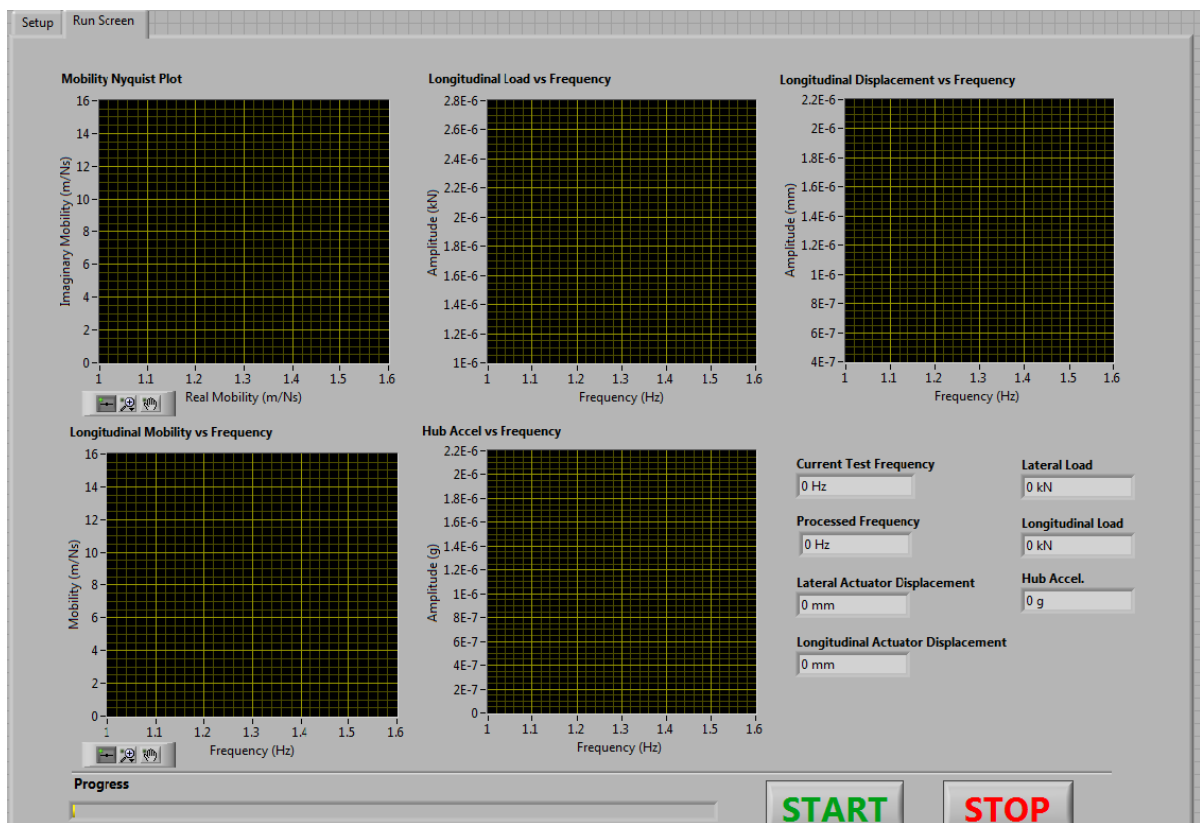 Setup
Run Screen
Mobility Nyquist Plot
Imaginary Mobility (m/Ns)
16
14
12
10
8
6
4
2
0
1 1.1 1.2 1.3 1.4 1.5 1.6
Real Mobility (m/Ns)
Longitudinal Load vs Frequency
Amplitude (kN)
2.8E-6
2.6E-6
2.4E-6
2.2E-6
2E-6
1.8E-6
1.6E-6
1.4E-6
1.2E-6
1E-6
1 1.1 1.2 1.3 1.4 1.5 1.6
Frequency (Hz)
Longitudinal Displacement vs Frequency
Amplitude (mm)
2.2E-6
2E-6
1.8E-6
1.6E-6
1.4E-6
1.2E-6
1E-6
8E-7
6E-7
4E-7
1 1.1 1.2 1.3 1.4 1.5 1.6
Frequency (Hz)
Longitudinal Mobility vs Frequency
Mobility (m/Ns)
16
14
12
10
8
6
4
2
0
1 1.1 1.2 1.3 1.4 1.5 1.6
Frequency (Hz)
Hub Accel vs Frequency
Amplitude (g)
2.2E-6
2E-6
1.8E-6
1.6E-6
1.4E-6
1.2E-6
1E-6
8E-7
6E-7
4E-7
2E-7
0
1 1.1 1.2 1.3 1.4 1.5 1.6
Frequency (Hz)
Current Test Frequency
0 Hz
Processed Frequency
0 Hz
Lateral Actuator Displacement
0 mm
Longitudinal Actuator Displacement
0 mm
Lateral Load
0 kN
Longitudinal Load
0 kN
Hub Accel.
0 g
Progress
START
STOP